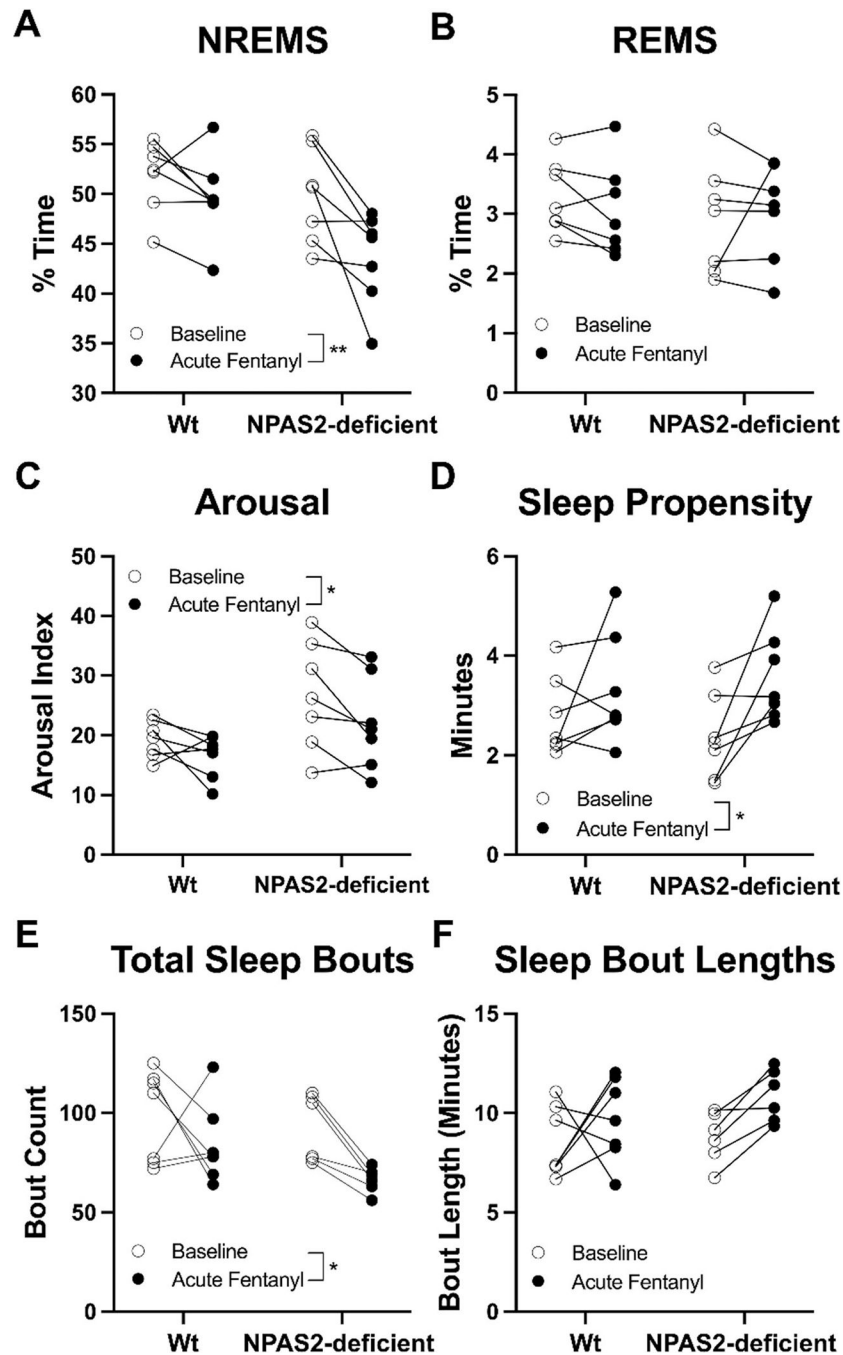 A
NREMS
% Time
60
55
50
45
40
35
30
Baseline
Acute Fentanyl
**
Wt
NPAS2-deficient
B
REMS
% Time
5
4
3
2
1
0
Baseline
Acute Fentanyl
Wt
NPAS2-deficient
C
Arousal
Arousal Index
50
40
30
20
10
0
Baseline
Acute Fentanyl
*
Wt
NPAS2-deficient
D
Sleep Propensity
Minutes
6
4
2
0
Baseline
Acute Fentanyl
*
Wt
NPAS2-deficient
E
Total Sleep Bouts
Bout Count
150
100
50
0
Baseline
Acute Fentanyl
*
Wt
NPAS2-deficient
F
Sleep Bout Lengths
Bout Length (Minutes)
15
10
5
0
Baseline
Acute Fentanyl
Wt
NPAS2-deficient